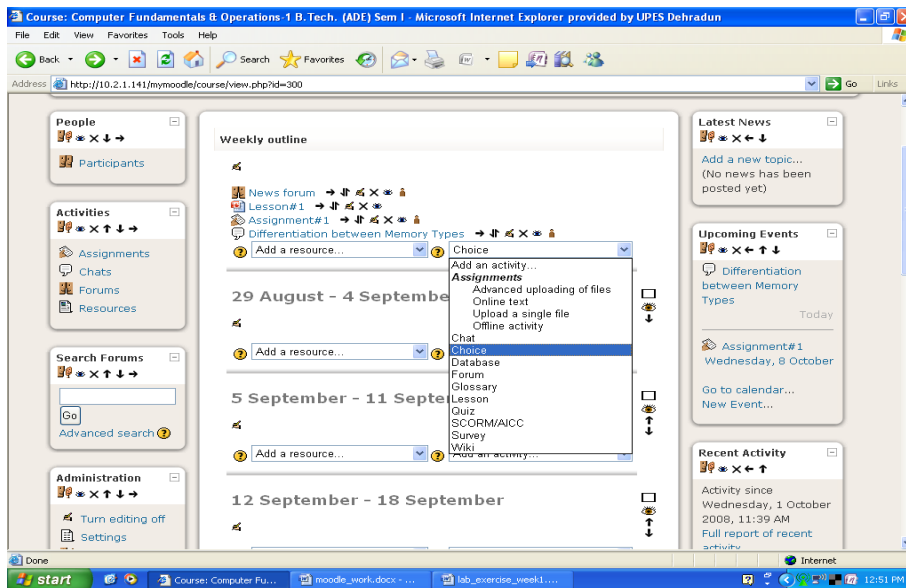 Course: Computer Fundamentals & Operations-1 B.Tech. (ADE) Sem I - Microsoft Internet Explorer provided by UPES Dehradun
File Edit View Favorites Tools Help
Back Search Favorites
Address http://10.2.1.141/mymoodle/course/view.php?id=300 Go Links
People
Participants
Activities
Assignments
Chats
Forums
Resources
Search Forums
Go
Advanced search
Administration
Turn editing off
Settings
Weekly outline
News forum
Lesson#1
Assignment#1
Differentiation between Memory Types
Add a resource... Choice
Add an activity...
Assignments
Advanced uploading of files
Online text
Upload a single file
Offline activity
Chat
Choice
Database
Forum
Glossary
Lesson
Quiz
SCORM/AICC
Survey
Wiki
29 August - 4 Septembe
Add a resource...
5 September - 11 Septe
Add a resource... Add an activity...
12 September - 18 September
Latest News
Add a new topic...
(No news has been
posted yet)
Upcoming Events
Differentiation
between Memory
Types
Today
Assignment#1
Wednesday, 8 October
Go to calendar...
New Event...
Recent Activity
Activity since
Wednesday, 1 October
2008, 11:39 AM
Full report of recent
activity
Done Internet
start Course: Computer Fu... moodle_work.docx - ... lab_exercise_week1.... 12:51 PM